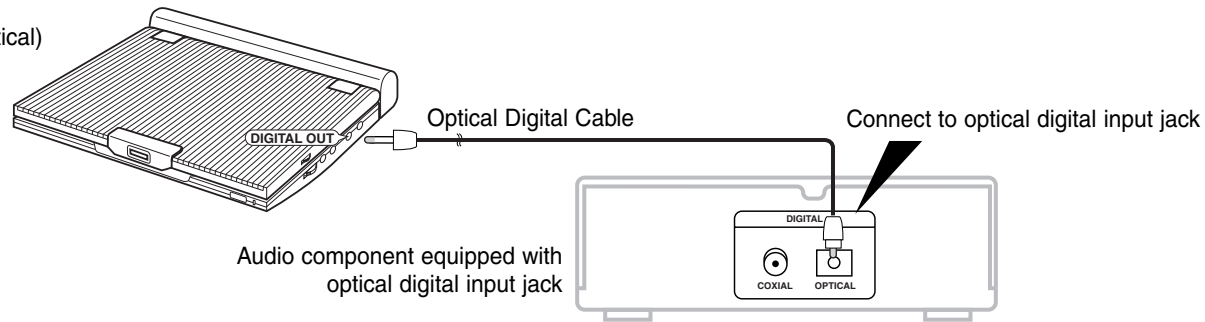 tical)
DIGITAL OUT
Optical Digital Cable
Connect to optical digital input jack
Audio component equipped with
optical digital input jack
DIGITAL
COXIAL OPTICAL